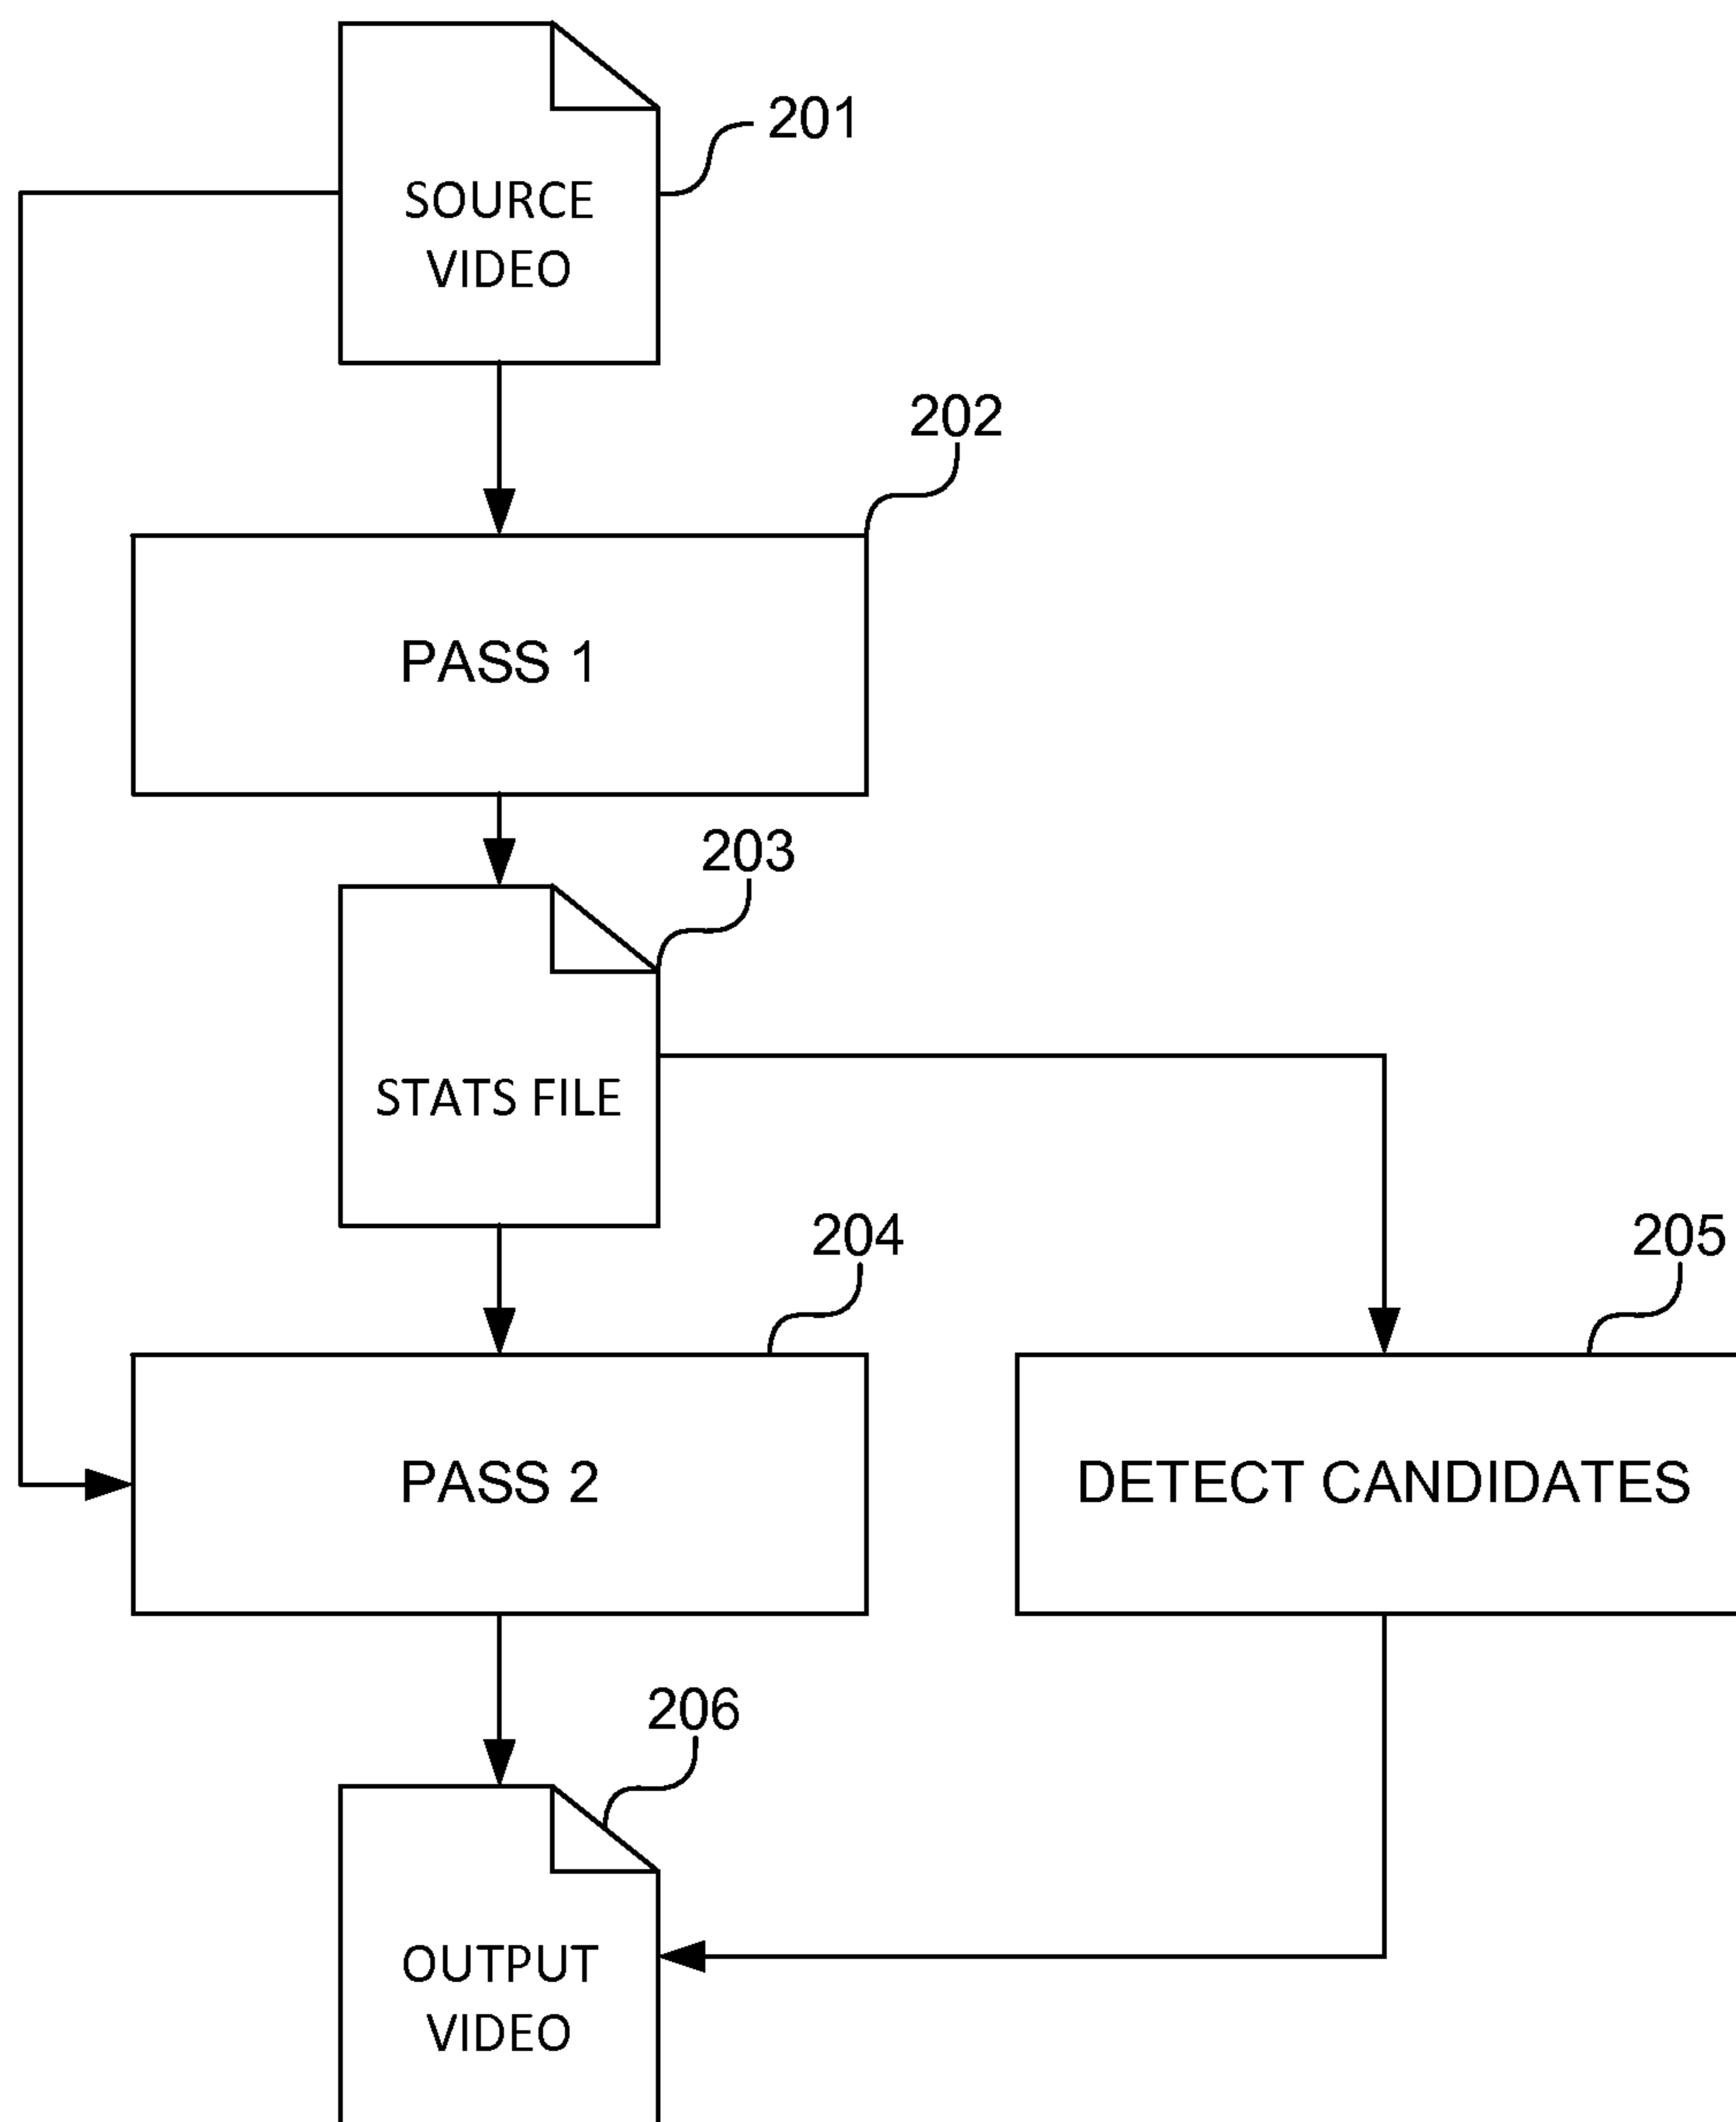 201
SOURCE
VIDEO
202
PASS 1
203
STATS FILE
204
205
PASS 2
DETECT CANDIDATES
206
OUTPUT
VIDEO